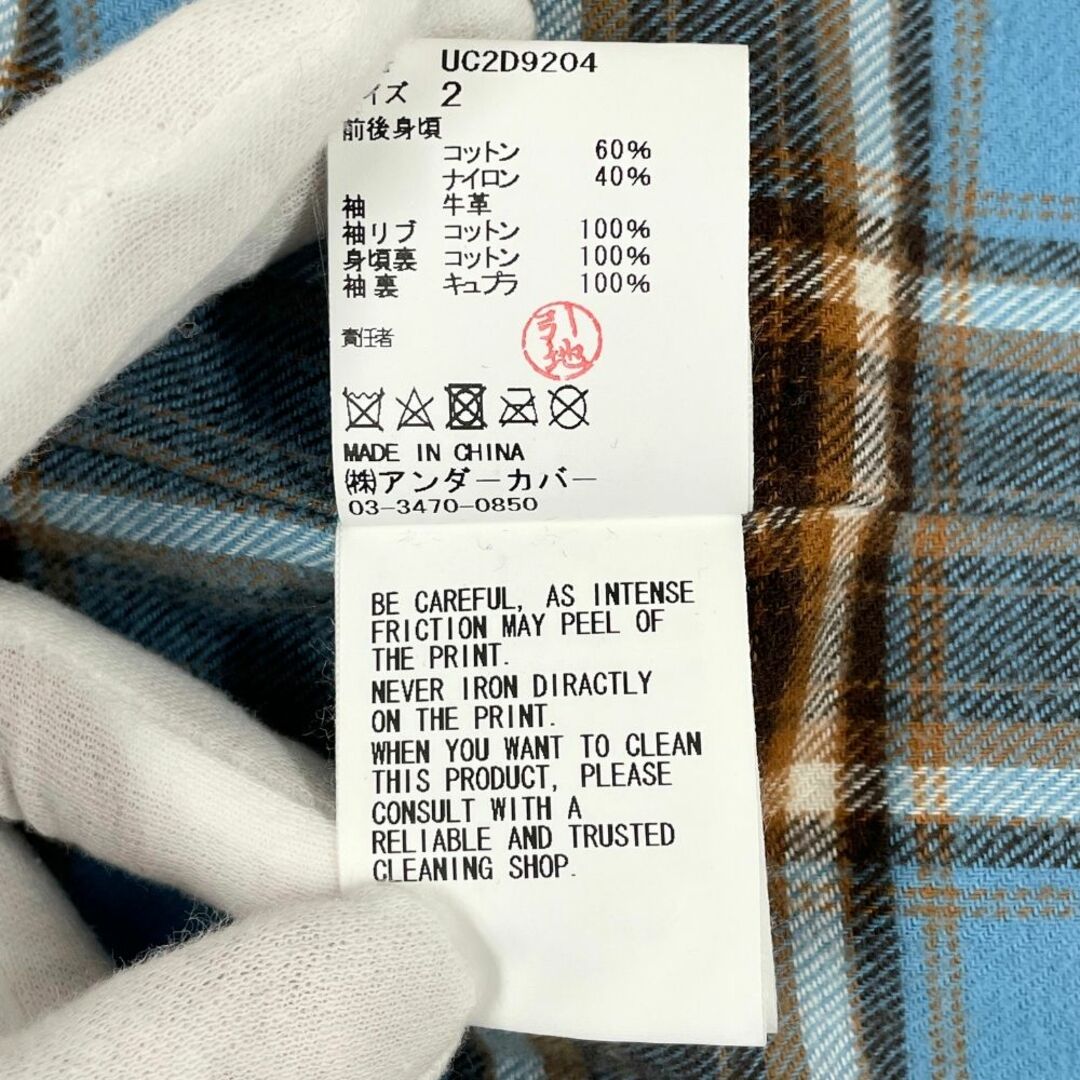 UC2D9204
イズ 2
前後身頃
コットン 60%
ナイロン 40%
袖 牛革
袖リブ コットン 100%
身頃裏 コットン 100%
袖裏 キュプラ 100%
責任者 引地
MADE IN CHINA
㈱アンダーカバー
03-3470-0850
BE CAREFUL, AS INTENSE
FRICTION MAY PEEL OF
THE PRINT.
NEVER IRON DIRACTLY
ON THE PRINT.
WHEN YOU WANT TO CLEAN
THIS PRODUCT, PLEASE
CONSULT WITH A
RELIABLE AND TRUSTED
CLEANING SHOP.